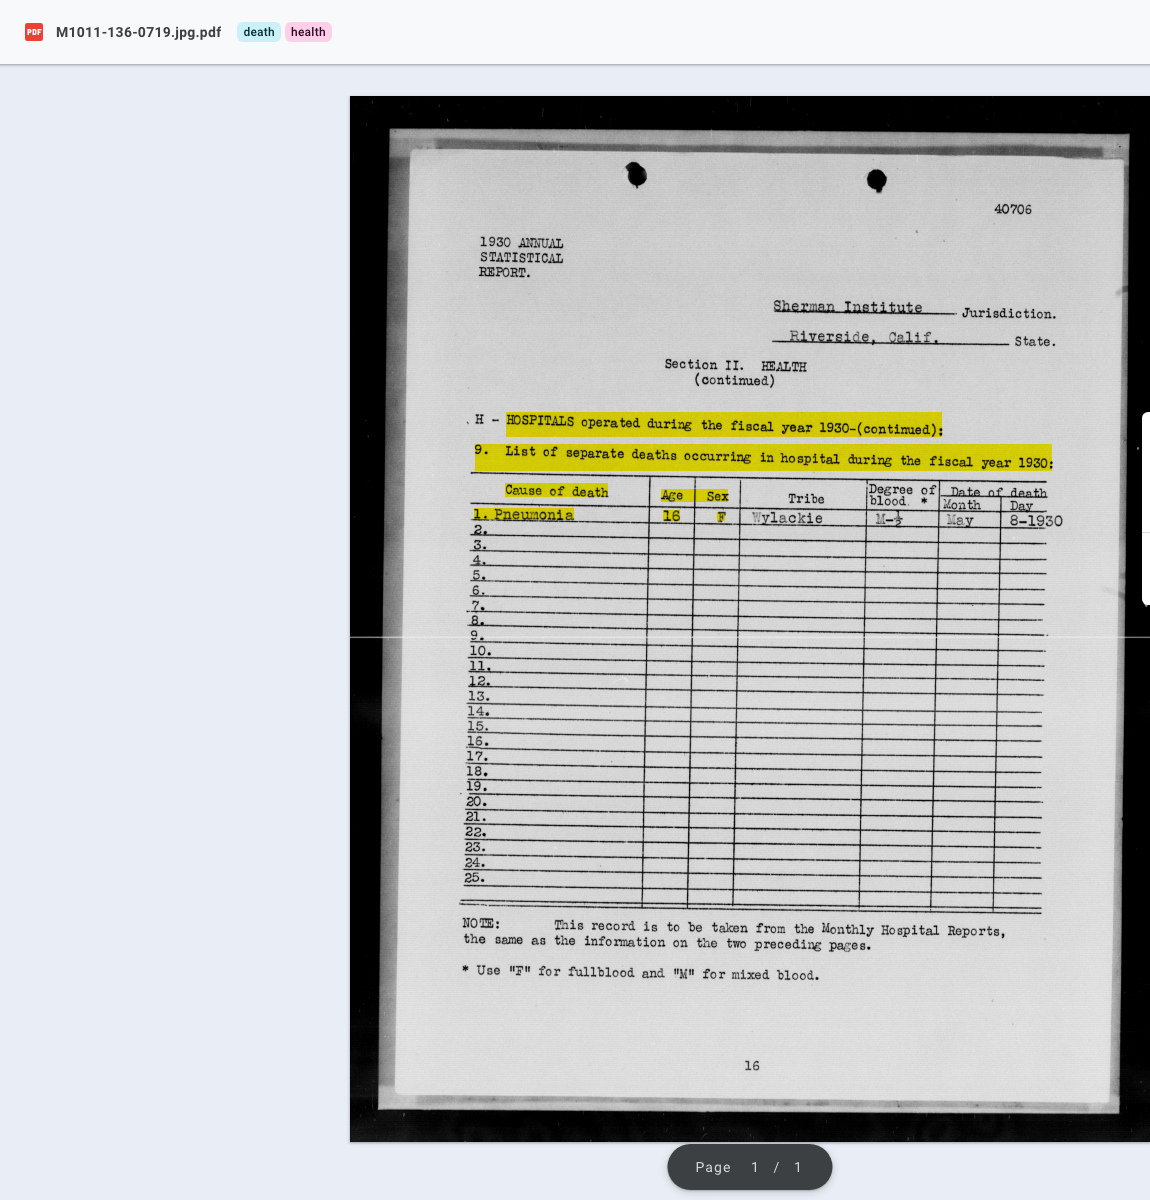 PDF M1011-136-0719.jpg.pdf death health
40706
1930 ANNUAL
STATISTICAL
REPORT.
Sherman Institute Jurisdiction.
Riverside, Calif. State.
Section II. HEALTH
(continued)
H - HOSPITALS operated during the fiscal year 1930-(continued):
9. List of separate deaths occurring in hospital during the fiscal year 1930:
Cause of death Age Sex Tribe Degree of blood. * Date of death
Month Day
1. Pneumonia 16 F Wylackie M-½ May 8-1930
2.
3.
4.
5.
6.
7.
8.
9.
10.
11.
12.
13.
14.
15.
16.
17.
18.
19.
20.
21.
22.
23.
24.
25.
NOTE: This record is to be taken from the Monthly Hospital Reports,
the same as the information on the two preceding pages.
* Use "F" for fullblood and "M" for mixed blood.
16
Page 1 / 1